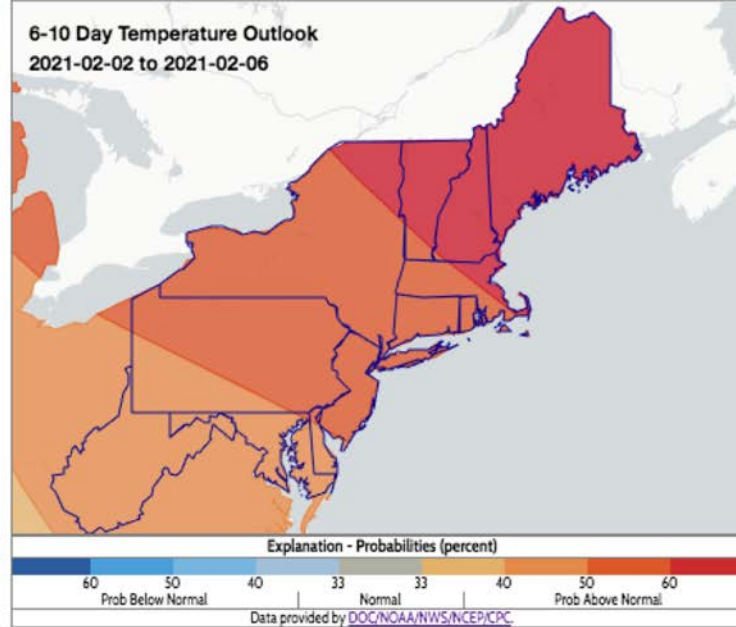 6-10 Day Temperature Outlook
2021-02-02 to 2021-02-06
Explanation - Probabilities (percent)
60 50 40 33 33 40 50 60
Prob Below Normal | Normal | Prob Above Normal
Data provided by DOC/NOAA/NWS/NCEP/CPC.